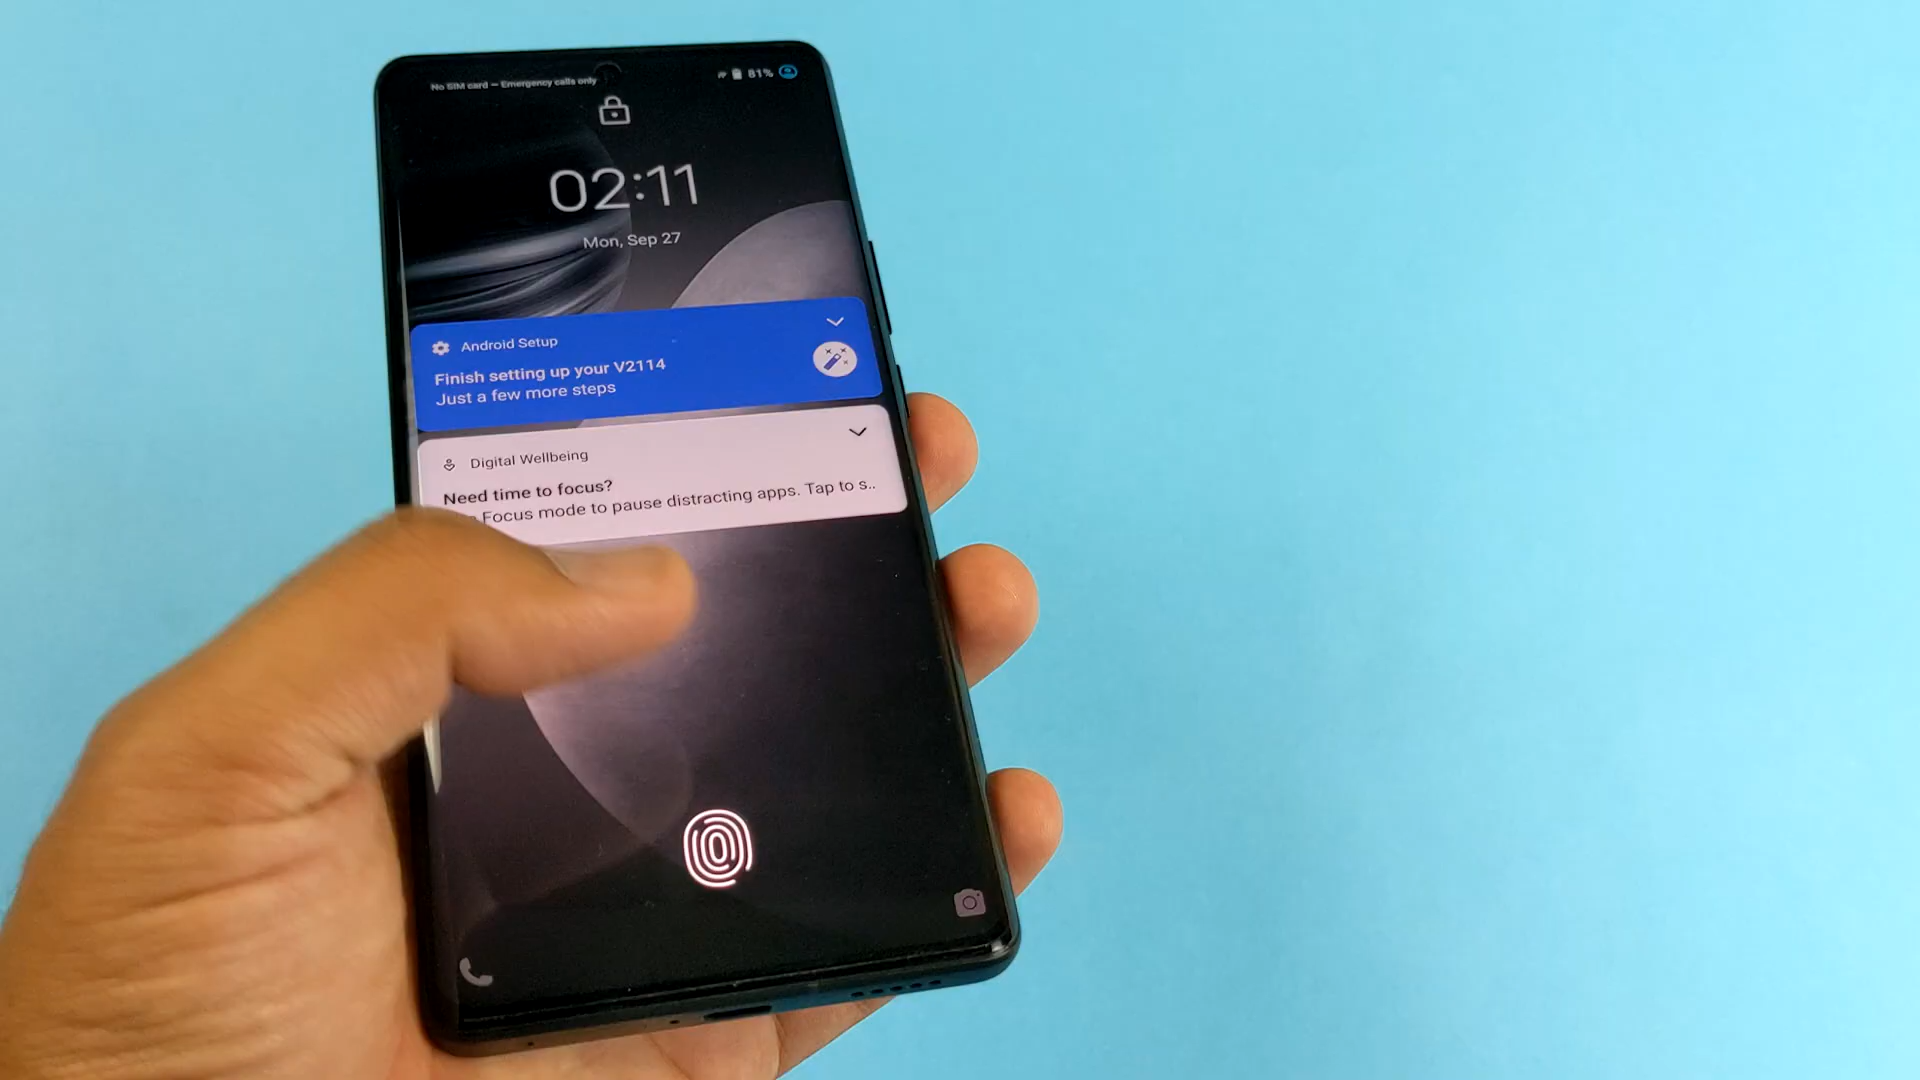 No SIM card — Emergency calls only
81%
02:11
Mon, Sep 27
Android Setup
Finish setting up your V2114
Just a few more steps
Digital Wellbeing
Need time to focus?
Focus mode to pause distracting apps. Tap to s..